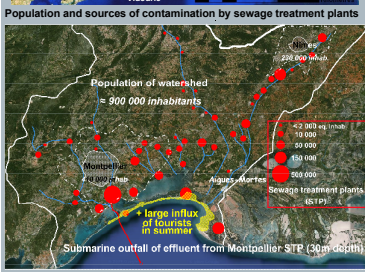 Population and sources of contamination by sewage treatment plants
Nimes
230 000 inhab.
Population of watershed
≈ 900 000 inhabitants
<2 000 eq. Inhab
10 000
50 000
150 000
500 000
Sewage treatment plants
(STP)
Montpellier
inhab
Aigues-Mortes
+ large influx
of tourists
in summer
Submarine outfall of effluent from Montpellier STP (30m depth)